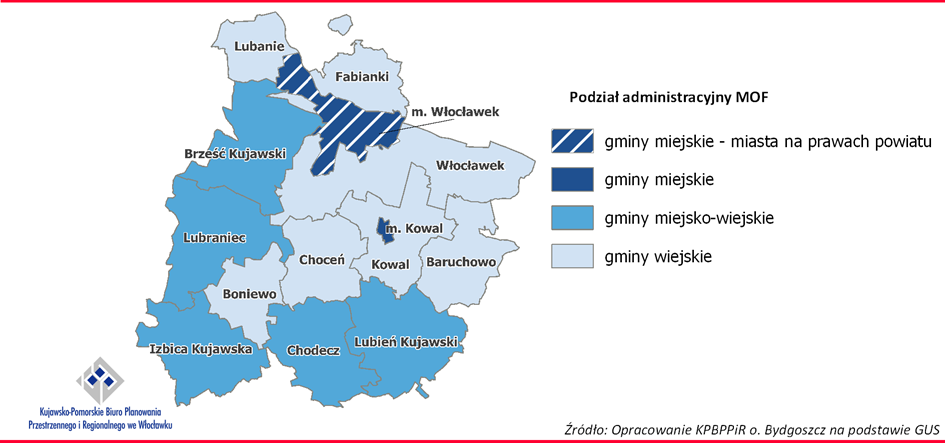 Lubanie
Fabianki
m. Włocławek
Brześć Kujawski
Włocławek
Lubraniec
m. Kowal
Choceń
Kowal
Baruchowo
Boniewo
Izbica Kujawska
Chodecz
Lubień Kujawski
Podział administracyjny MOF
gminy miejskie - miasta na prawach powiatu
gminy miejskie
gminy miejsko-wiejskie
gminy wiejskie
Kujawsko-Pomorskie Biuro Planowania
Przestrzennego i Regionalnego we Włocławku
Źródło: Opracowanie KPBPPiR o. Bydgoszcz na podstawie GUS